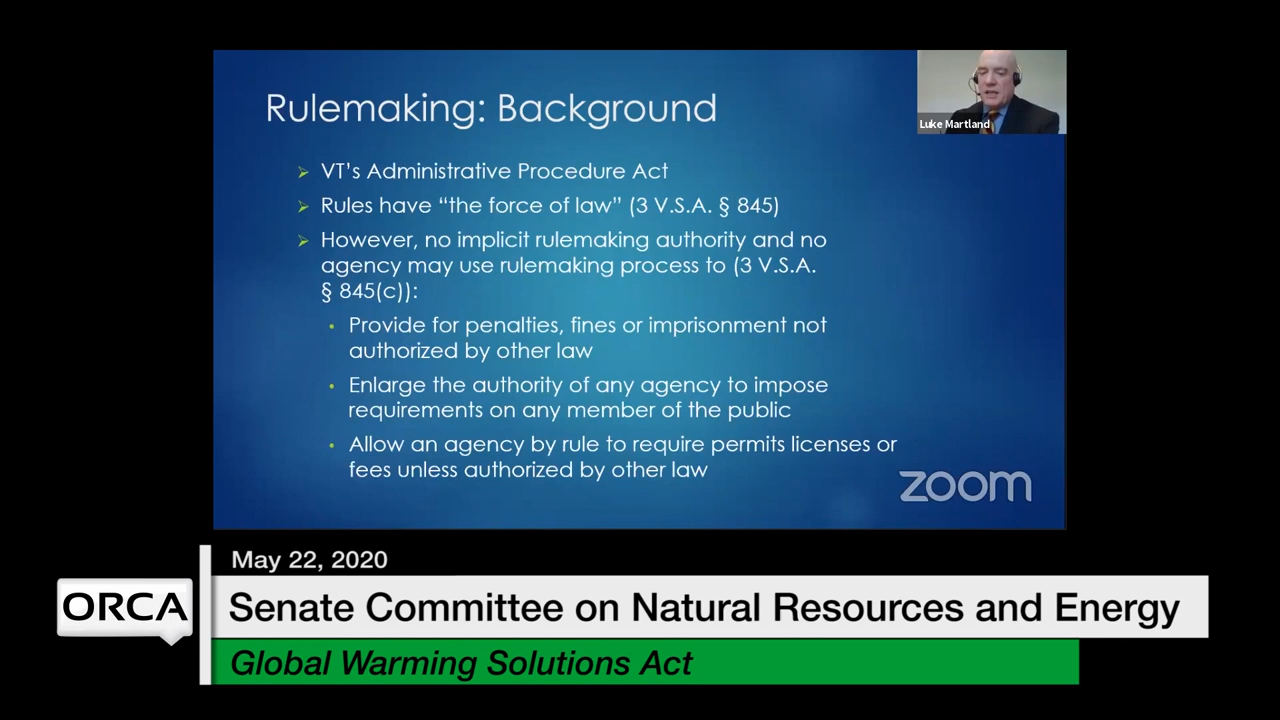 Rulemaking: Background
Luke Martland
VT's Administrative Procedure Act
Rules have “the force of law” (3 V.S.A. § 845)
However, no implicit rulemaking authority and no
agency may use rulemaking process to (3 V.S.A.
§ 845(c)):
Provide for penalties, fines or imprisonment not
authorized by other law
Enlarge the authority of any agency to impose
requirements on any member of the public
Allow an agency by rule to require permits licenses or
fees unless authorized by other law
zoom
May 22, 2020
ORCA
Senate Committee on Natural Resources and Energy
Global Warming Solutions Act